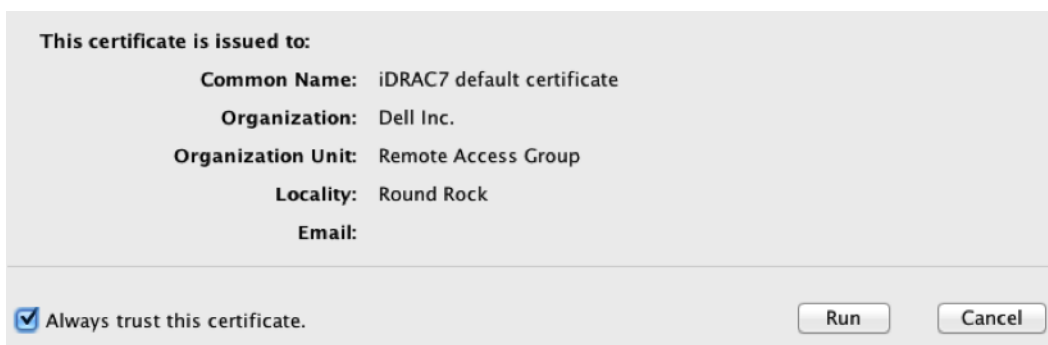 This certificate is issued to:
Common Name: iDRAC7 default certificate
Organization: Dell Inc.
Organization Unit: Remote Access Group
Locality: Round Rock
Email:
Always trust this certificate. Run Cancel